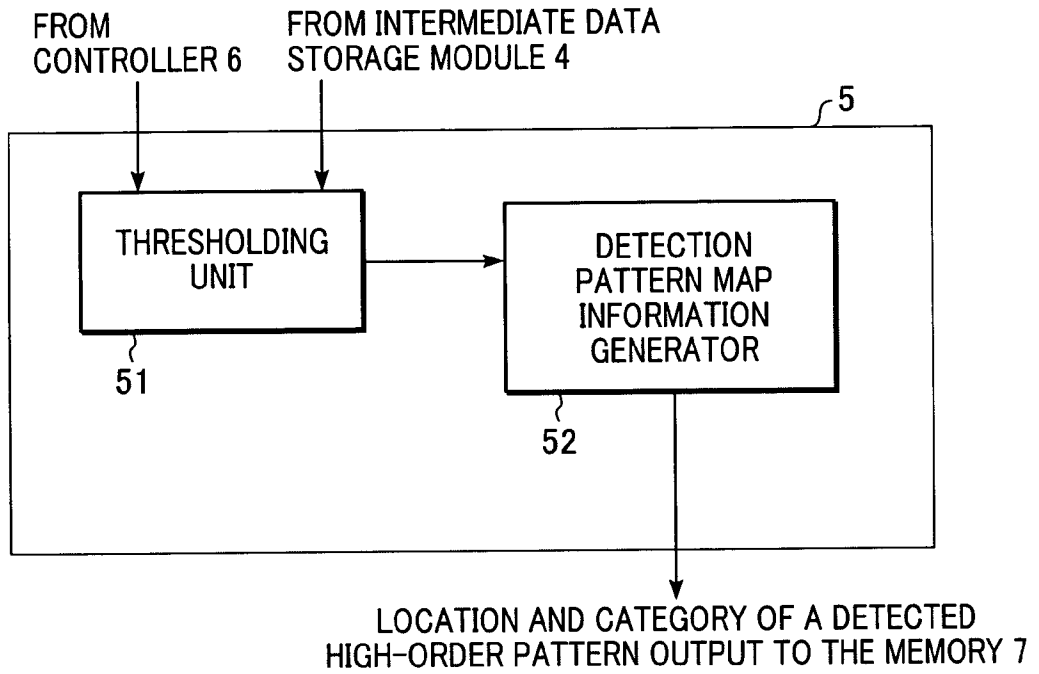 FROM
CONTROLLER 6
FROM INTERMEDIATE DATA
STORAGE MODULE 4
5
THRESHOLDING
UNIT
51
DETECTION
PATTERN MAP
INFORMATION
GENERATOR
52
LOCATION AND CATEGORY OF A DETECTED
HIGH-ORDER PATTERN OUTPUT TO THE MEMORY 7